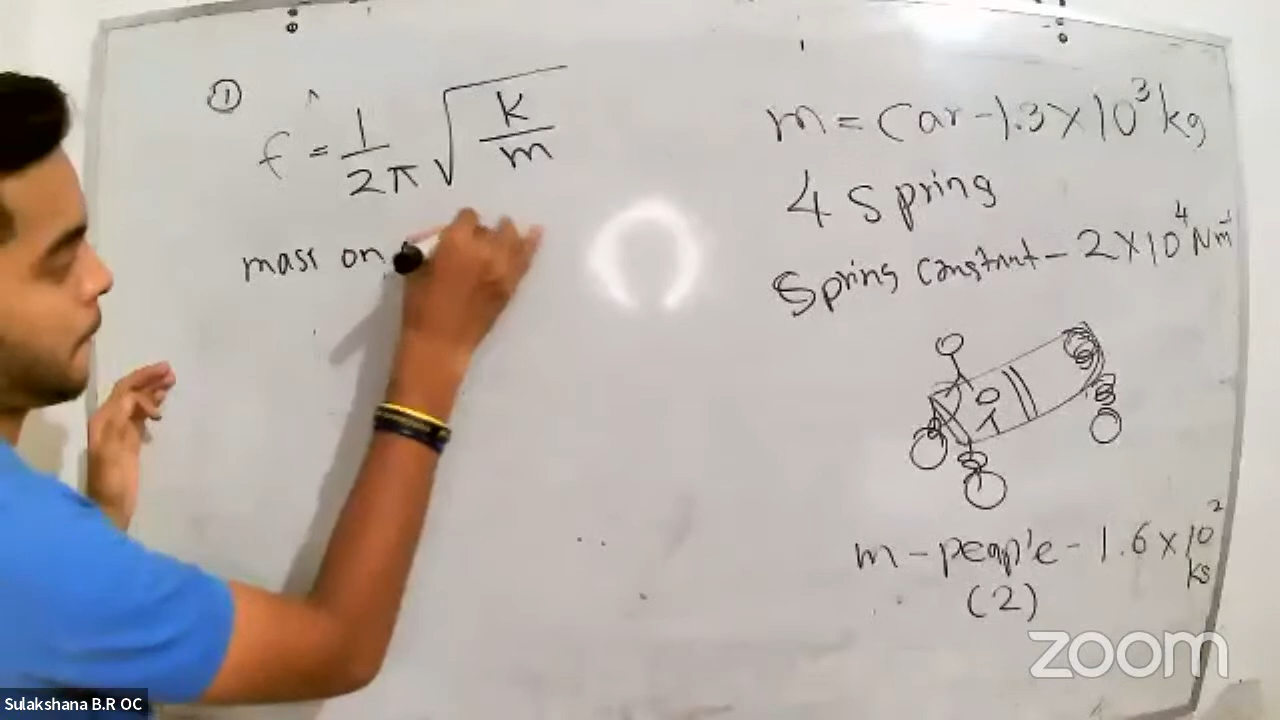 ①
f = 1/2π √k/m
mass on
m = Car - 1.3 × 10³ kg
4 spring
Spring constant - 2 × 10⁴ Nm⁻¹
m - people - 1.6 × 10²
kg
(2)
zoom
Sulakshana B.R OC